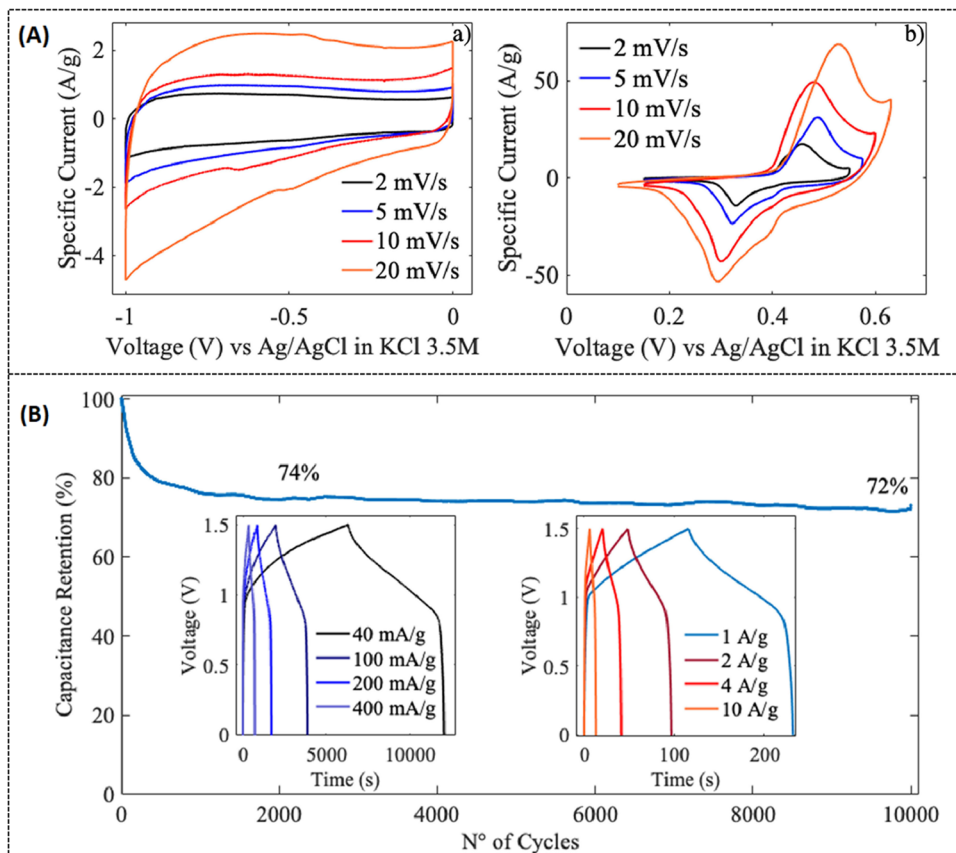 (A)
a)
Specific Current (A/g)
2
0
-2
-4
2 mV/s
5 mV/s
10 mV/s
20 mV/s
-1
-0.5
0
Voltage (V) vs Ag/AgCl in KCl 3.5M
b)
Specific Current (A/g)
50
0
-50
2 mV/s
5 mV/s
10 mV/s
20 mV/s
0.2
0.4
0.6
Voltage (V) vs Ag/AgCl in KCl 3.5M
(B)
Capacitance Retention (%)
100
80
60
40
20
0
74%
72%
Voltage (V)
1.5
1
0.5
0
40 mA/g
100 mA/g
200 mA/g
400 mA/g
0
5000
10000
Time (s)
Voltage (V)
1.5
1
0.5
0
1 A/g
2 A/g
4 A/g
10 A/g
0
100
200
Time (s)
0
2000
4000
6000
8000
10000
N° of Cycles